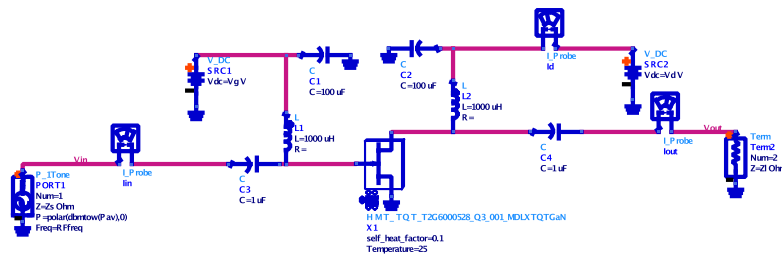 V_DC
SRC1
Vdc=Vg V
C
C1
C=100 uF
L
L1
L=1000 uH
R=
Vin
I_Probe
Iin
P_1Tone
PORT1
Num=1
Z=Zs Ohm
P=polar(dbmtow(Pav),0)
Freq=RFfreq
C
C3
C=1 uF
C
C2
C=100 uF
I_Probe
Id
V_DC
SRC2
Vdc=Vd V
L
L2
L=1000 uH
R=
C
C4
C=1 uF
I_Probe
Iout
Vout
Term
Term2
Num=2
Z=Zl Ohm
HMT_TQT_T2G6000528_Q3_001_MDLXTQTGaN
X1
self_heat_factor=0.1
Temperature=25